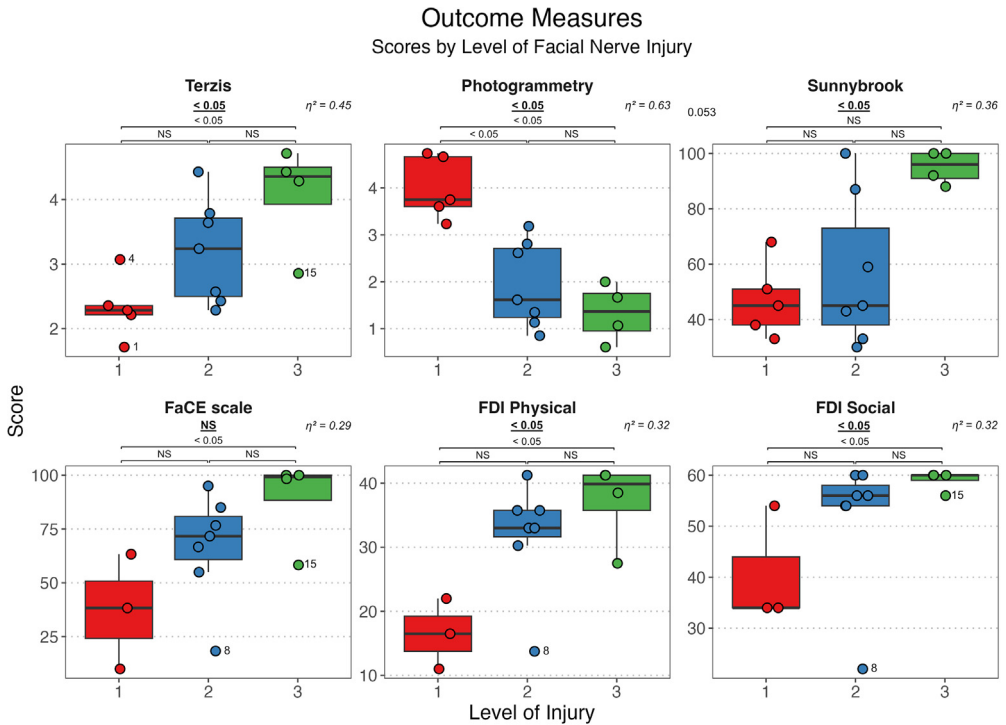 Outcome Measures
Scores by Level of Facial Nerve Injury
Terzis
< 0.05
η² = 0.45
< 0.05
NS
NS
4
3
2
4
1
15
1
2
3
Photogrammetry
< 0.05
η² = 0.63
< 0.05
< 0.05
NS
4
3
2
1
1
2
3
Sunnybrook
0.053
< 0.05
η² = 0.36
NS
NS
NS
100
80
60
40
1
2
3
FaCE scale
NS
η² = 0.29
< 0.05
NS
NS
100
75
50
25
8
15
1
2
3
FDI Physical
< 0.05
η² = 0.32
< 0.05
NS
NS
40
30
20
10
8
1
2
3
FDI Social
< 0.05
η² = 0.32
< 0.05
NS
NS
60
50
40
30
8
15
1
2
3
Score
Level of Injury